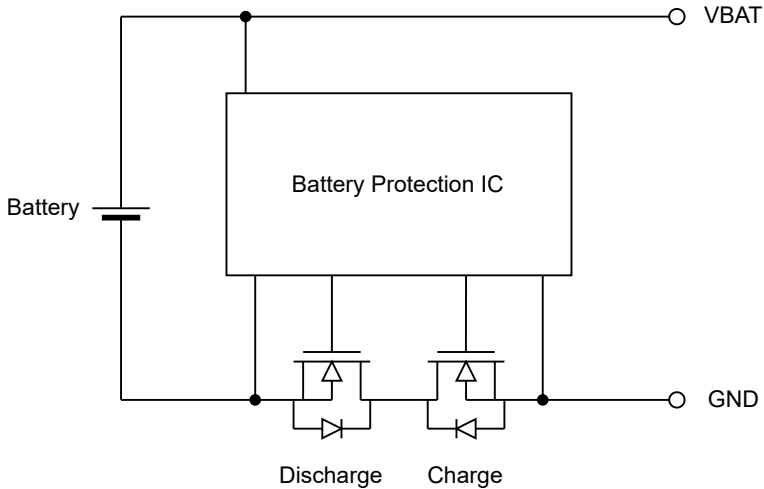 VBAT
Battery Protection IC
Battery
GND
Discharge
Charge